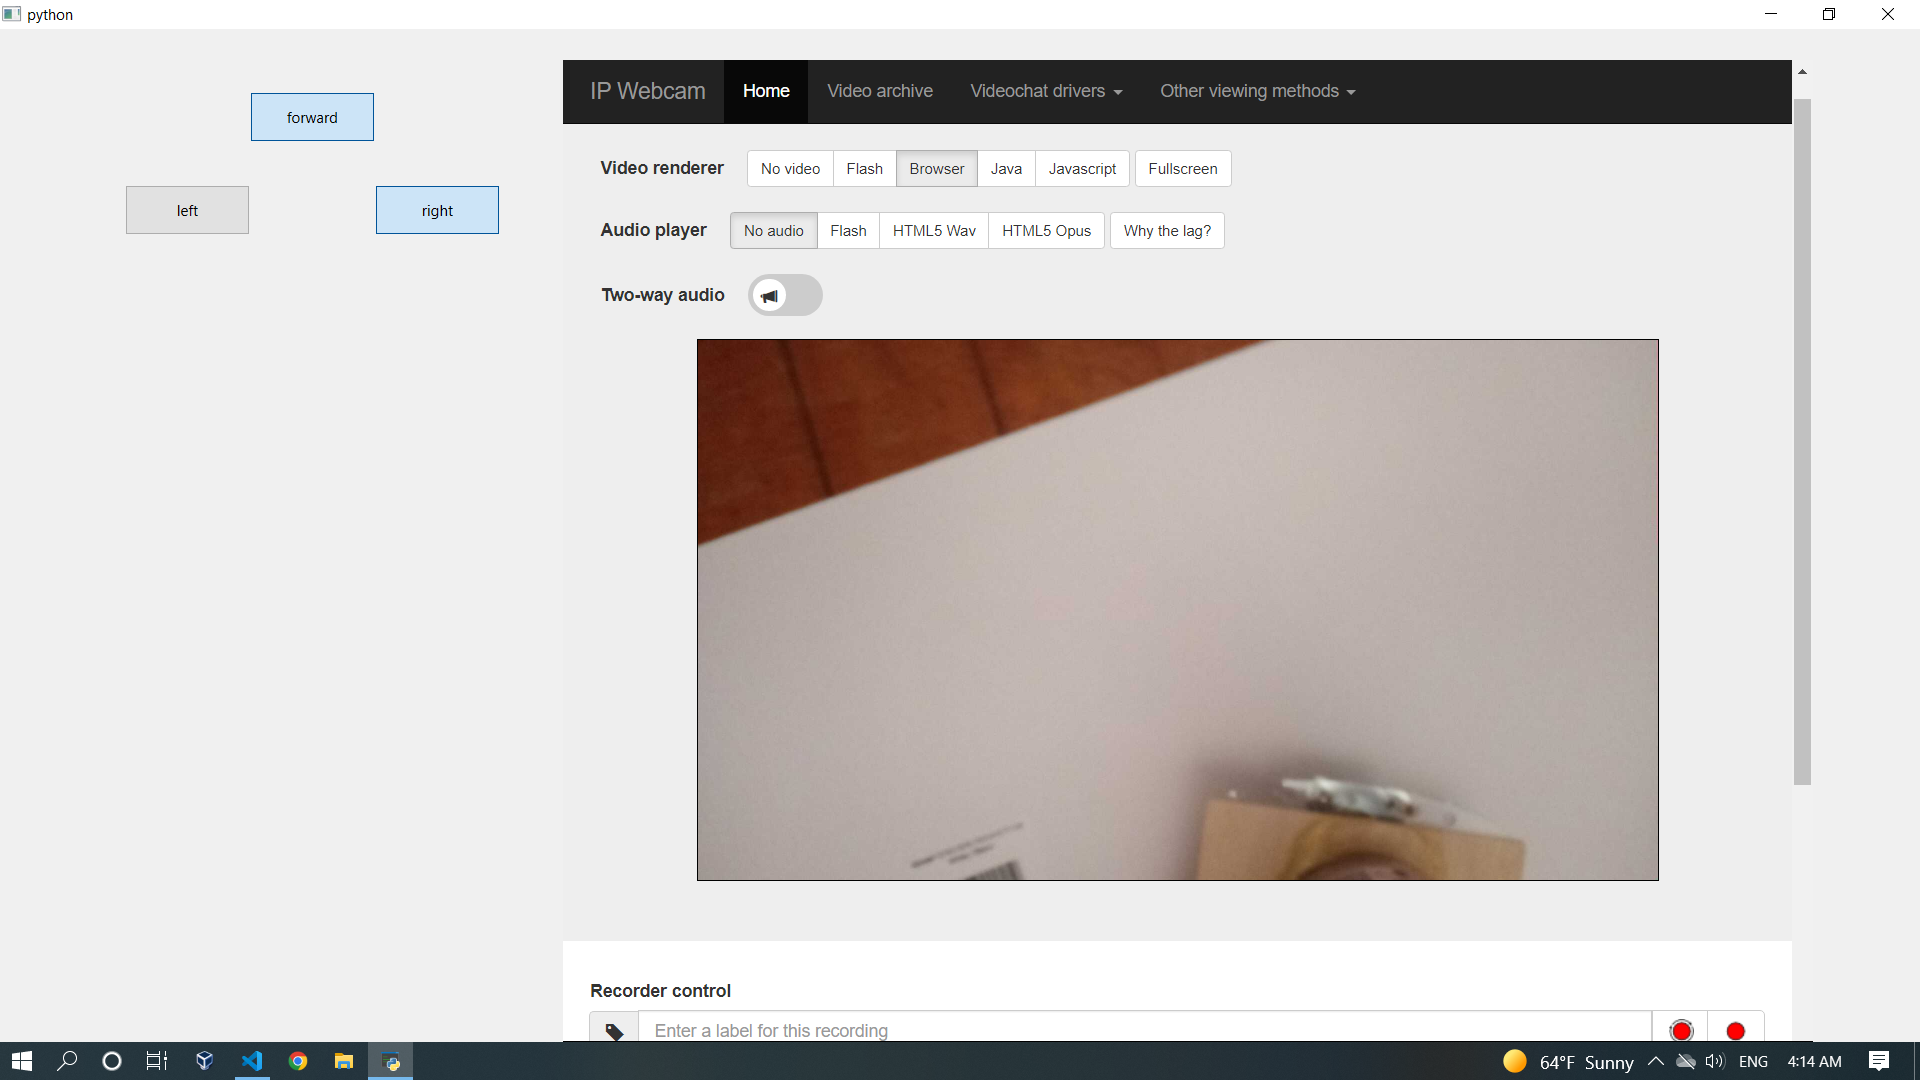 python
forward
left
right
IP Webcam Home Video archive Videochat drivers Other viewing methods
Video renderer No video Flash Browser Java Javascript Fullscreen
Audio player No audio Flash HTML5 Wav HTML5 Opus Why the lag?
Two-way audio
Recorder control
Enter a label for this recording
64°F Sunny ENG 4:14 AM